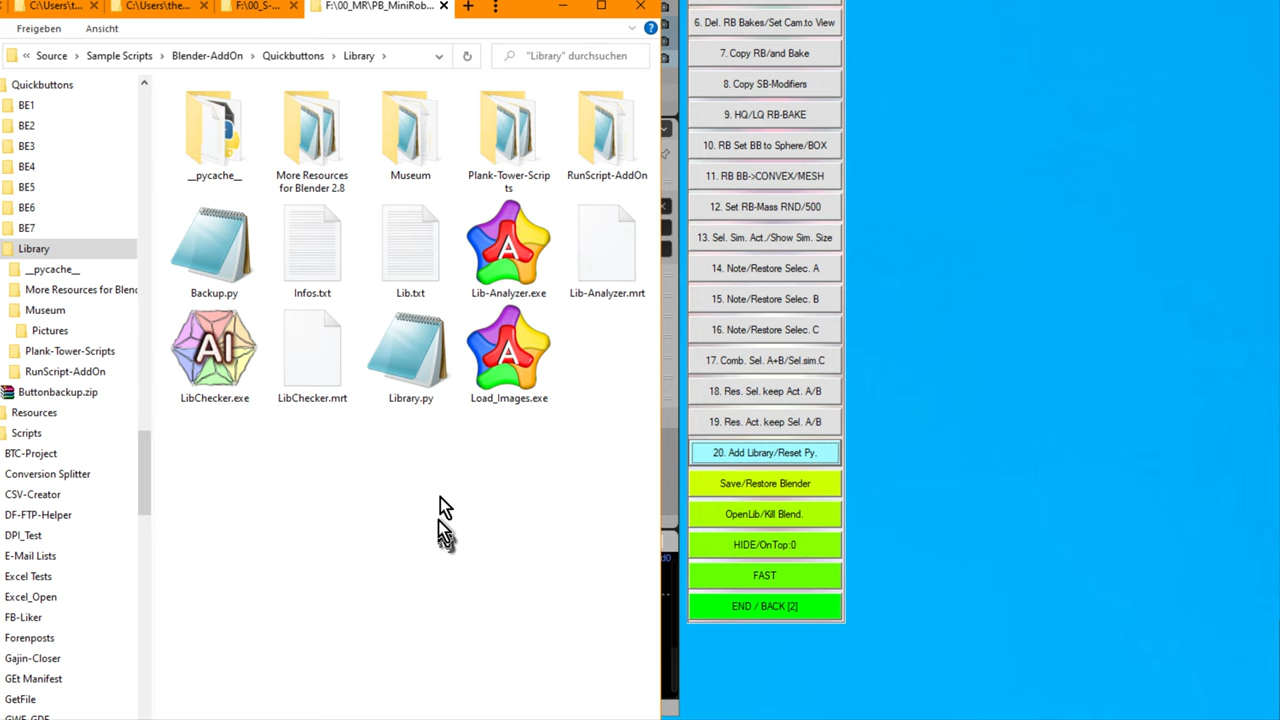 C:\Users\t...
C:\Users\the...
F:\00_S-...
F:\00_MR\PB_MiniRob...
Freigeben
Ansicht
Source
Sample Scripts
Blender-AddOn
Quickbuttons
Library
"Library" durchsuchen
Quickbuttons
BE1
BE2
BE3
BE4
BE5
BE6
BE7
Library
__pycache__
More Resources for Blend
Museum
Pictures
Plank-Tower-Scripts
RunScript-AddOn
Buttonbackup.zip
Resources
Scripts
BTC-Project
Conversion Splitter
CSV-Creator
DF-FTP-Helper
DPI_Test
E-Mail Lists
Excel Tests
Excel_Open
FB-Liker
Forenposts
Gajin-Closer
GEt Manifest
GetFile
__pycache__
More Resources
for Blender 2.8
Museum
Plank-Tower-Scrip
ts
RunScript-AddOn
Backup.py
Infos.txt
Lib.txt
A
Lib-Analyzer.exe
Lib-Analyzer.mrt
AI
LibChecker.exe
LibChecker.mrt
Library.py
A
Load_Images.exe
6. Del. RB Bakes/Set Cam.to View
7. Copy RB/and Bake
8. Copy SB-Modifiers
9. HQ/LQ RB-BAKE
10. RB Set BB to Sphere/BOX
11. RB BB->CONVEX/MESH
12. Set RB-Mass RND/500
13. Sel. Sim. Act./Show Sim. Size
14. Note/Restore Selec. A
15. Note/Restore Selec. B
16. Note/Restore Selec. C
17. Comb. Sel. A+B/Sel.sim.C
18. Res. Sel. keep Act. A/B
19. Res. Act. keep Sel. A/B
20. Add Library/Reset Py.
Save/Restore Blender
OpenLib/Kill Blend.
HIDE/OnTop:0
FAST
END / BACK [2]